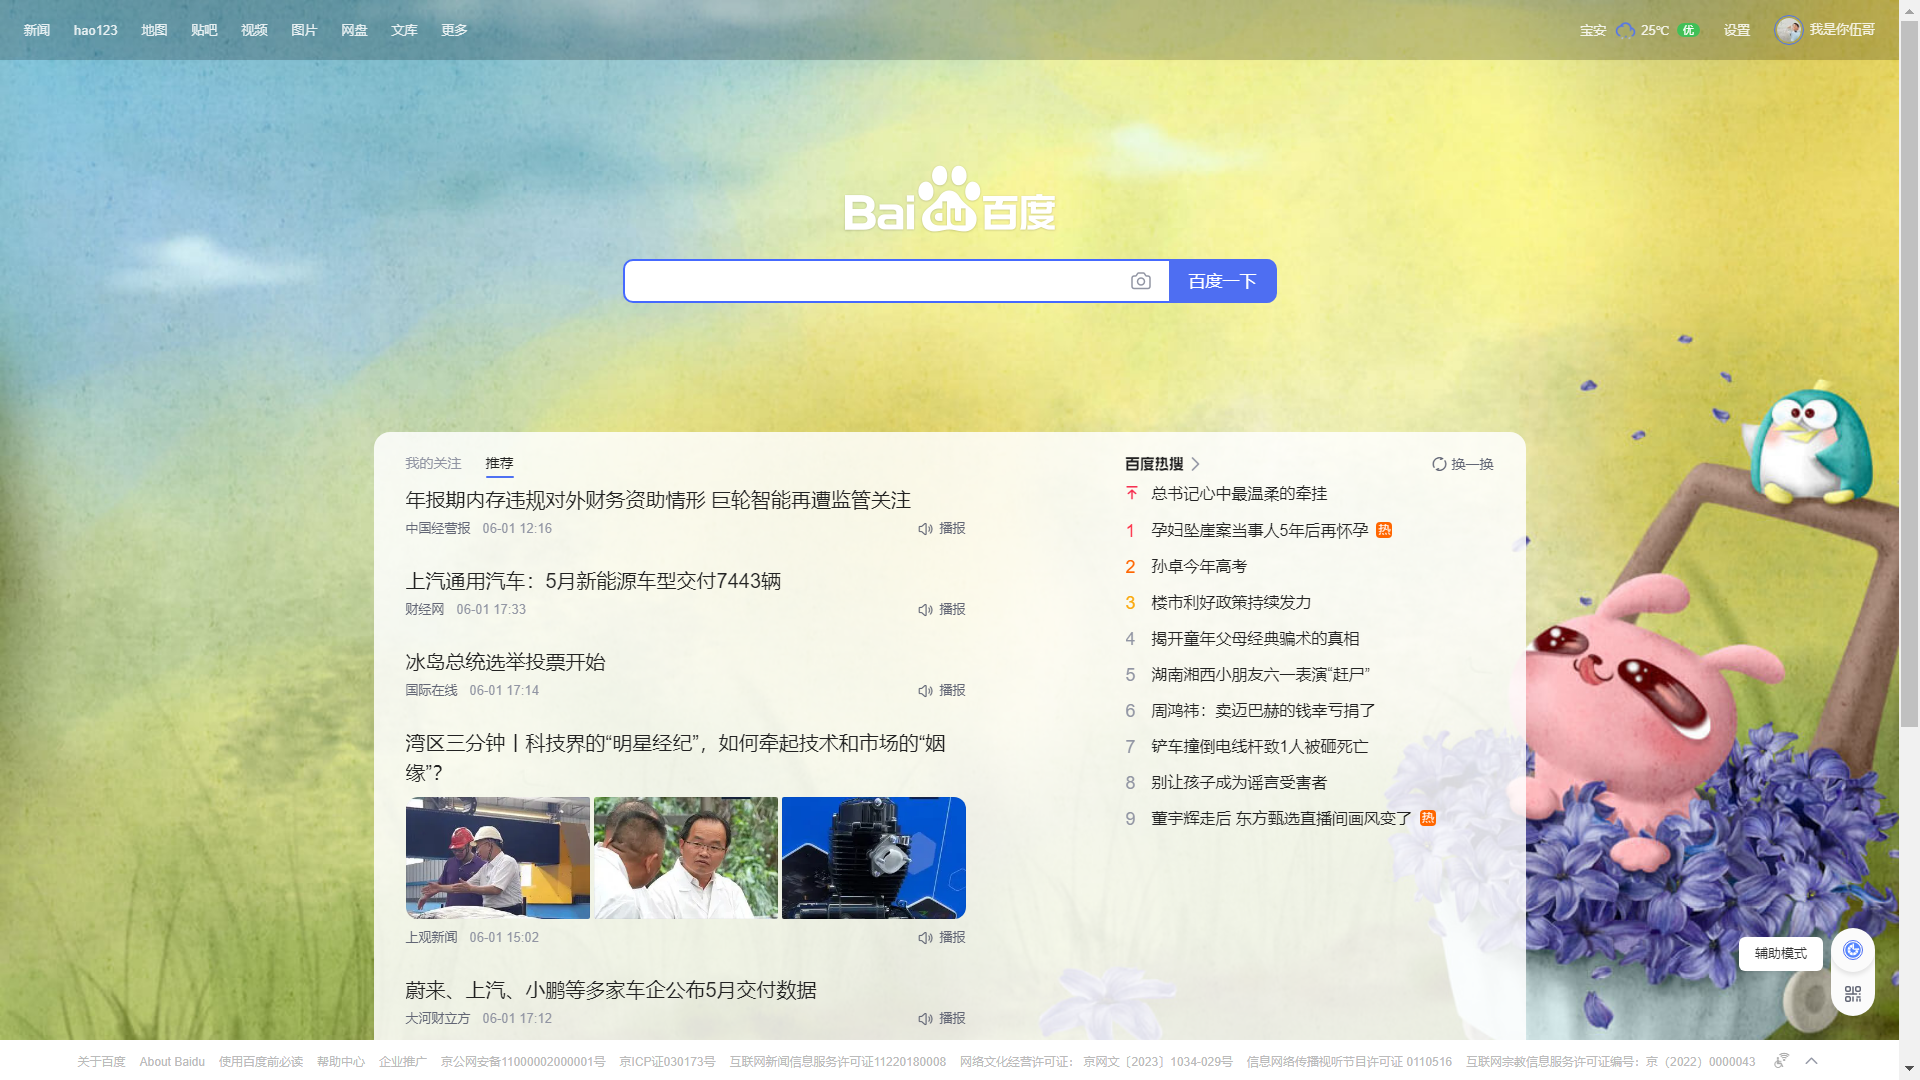 新闻 hao123 地图 贴吧 视频 图片 网盘 文库 更多 宝安 25℃ 优 设置 我是你伍哥
Bai du 百度
百度一下
我的关注 推荐
年报期内存违规对外财务资助情形 巨轮智能再遭监管关注
中国经营报 06-01 12:16 播报
上汽通用汽车：5月新能源车型交付7443辆
财经网 06-01 17:33 播报
冰岛总统选举投票开始
国际在线 06-01 17:14 播报
湾区三分钟丨科技界的“明星经纪”，如何牵起技术和市场的“姻
缘”？
上观新闻 06-01 15:02 播报
蔚来、上汽、小鹏等多家车企公布5月交付数据
大河财立方 06-01 17:12 播报
百度热搜 换一换
总书记心中最温柔的牵挂
1 孕妇坠崖案当事人5年后再怀孕 热
2 孙卓今年高考
3 楼市利好政策持续发力
4 揭开童年父母经典骗术的真相
5 湖南湘西小朋友六一表演“赶尸”
6 周鸿祎：卖迈巴赫的钱幸亏捐了
7 铲车撞倒电线杆致1人被砸死亡
8 别让孩子成为谣言受害者
9 董宇辉走后 东方甄选直播间画风变了 热
辅助模式
关于百度 About Baidu 使用百度前必读 帮助中心 企业推广 京公网安备11000002000001号 京ICP证030173号 互联网新闻信息服务许可证11220180008 网络文化经营许可证： 京网文〔2023〕1034-029号 信息网络传播视听节目许可证 0110516 互联网宗教信息服务许可证编号：京（2022）0000043